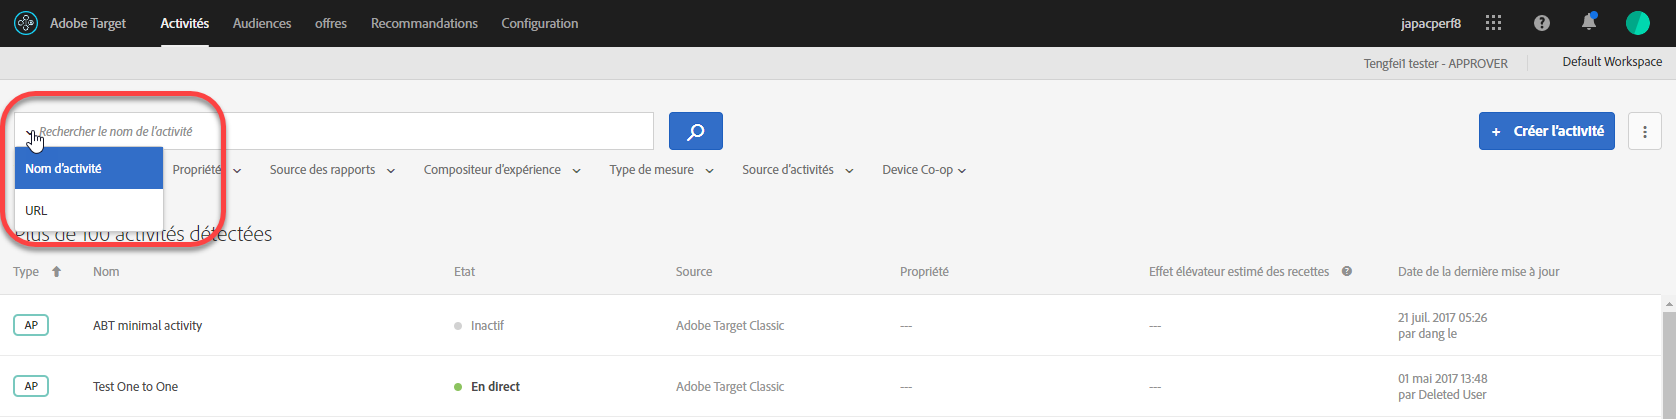 Adobe Target Activités Audiences offres Recommandations Configuration japacperf8
Tengfei1 tester - APPROVER Default Workspace
Rechercher le nom de l'activité
+ Créer l'activité
Nom d'activité
Propriété Source des rapports Compositeur d'expérience Type de mesure Source d'activités Device Co-op
URL
Plus de 100 activités détectées
Type Nom Etat Source Propriété Effet élévateur estimé des recettes Date de la dernière mise à jour
AP ABT minimal activity Inactif Adobe Target Classic --- --- 21 juil. 2017 05:26
par dang le
AP Test One to One En direct Adobe Target Classic --- --- 01 mai 2017 13:48
par Deleted User